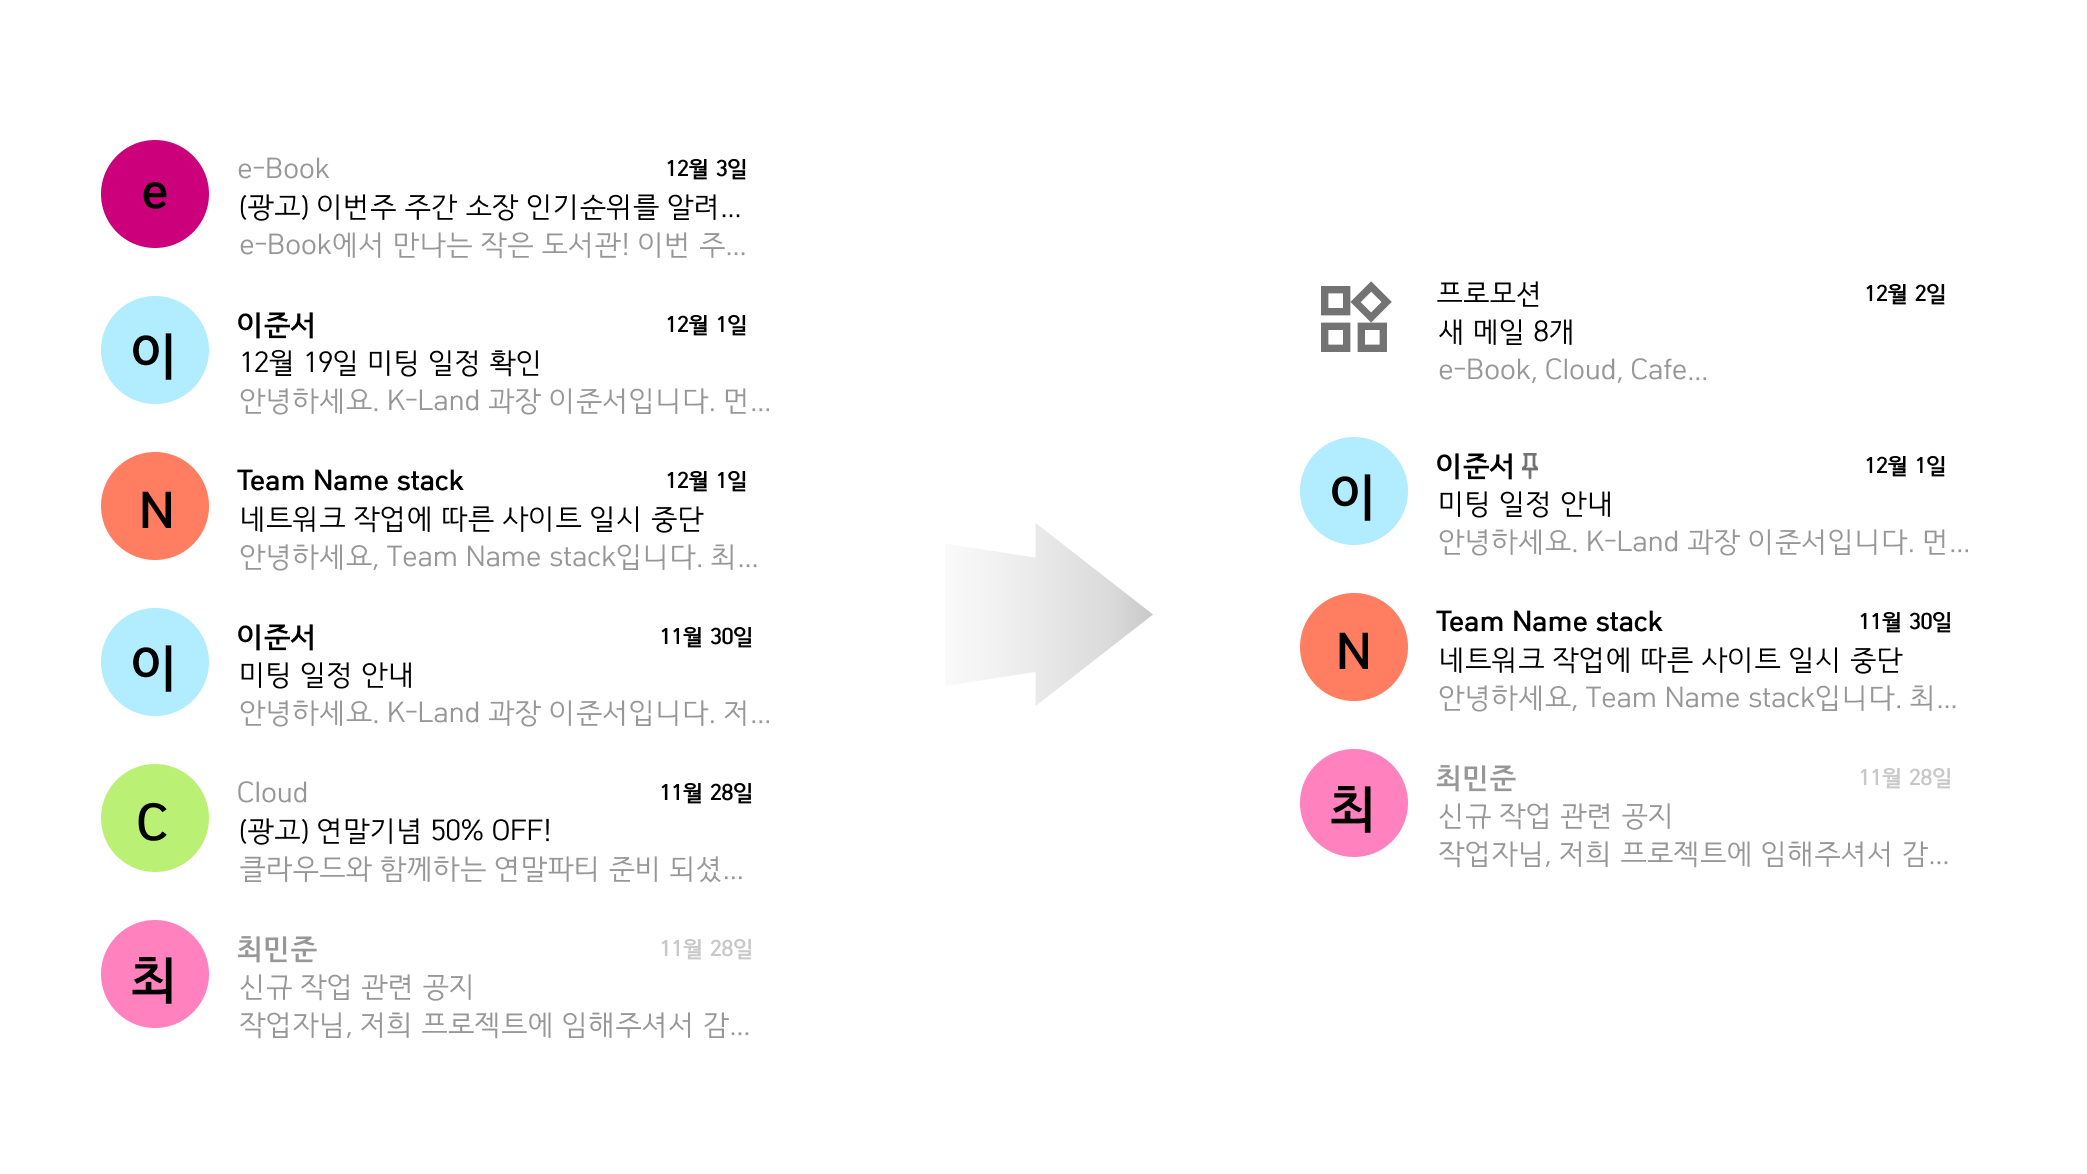 e
e-Book
12월 3일
(광고) 이번주 주간 소장 인기순위를 알려...
e-Book에서 만나는 작은 도서관! 이번 주...
이
이준서
12월 1일
12월 19일 미팅 일정 확인
안녕하세요. K-Land 과장 이준서입니다. 먼...
N
Team Name stack
12월 1일
네트워크 작업에 따른 사이트 일시 중단
안녕하세요, Team Name stack입니다. 최...
이
이준서
11월 30일
미팅 일정 안내
안녕하세요. K-Land 과장 이준서입니다. 저...
C
Cloud
11월 28일
(광고) 연말기념 50% OFF!
클라우드와 함께하는 연말파티 준비 되셨...
최
최민준
11월 28일
신규 작업 관련 공지
작업자님, 저희 프로젝트에 임해주셔서 감...
프로모션
12월 2일
새 메일 8개
e-Book, Cloud, Cafe...
이
이준서
12월 1일
미팅 일정 안내
안녕하세요. K-Land 과장 이준서입니다. 먼...
N
Team Name stack
11월 30일
네트워크 작업에 따른 사이트 일시 중단
안녕하세요, Team Name stack입니다. 최...
최
최민준
11월 28일
신규 작업 관련 공지
작업자님, 저희 프로젝트에 임해주셔서 감...